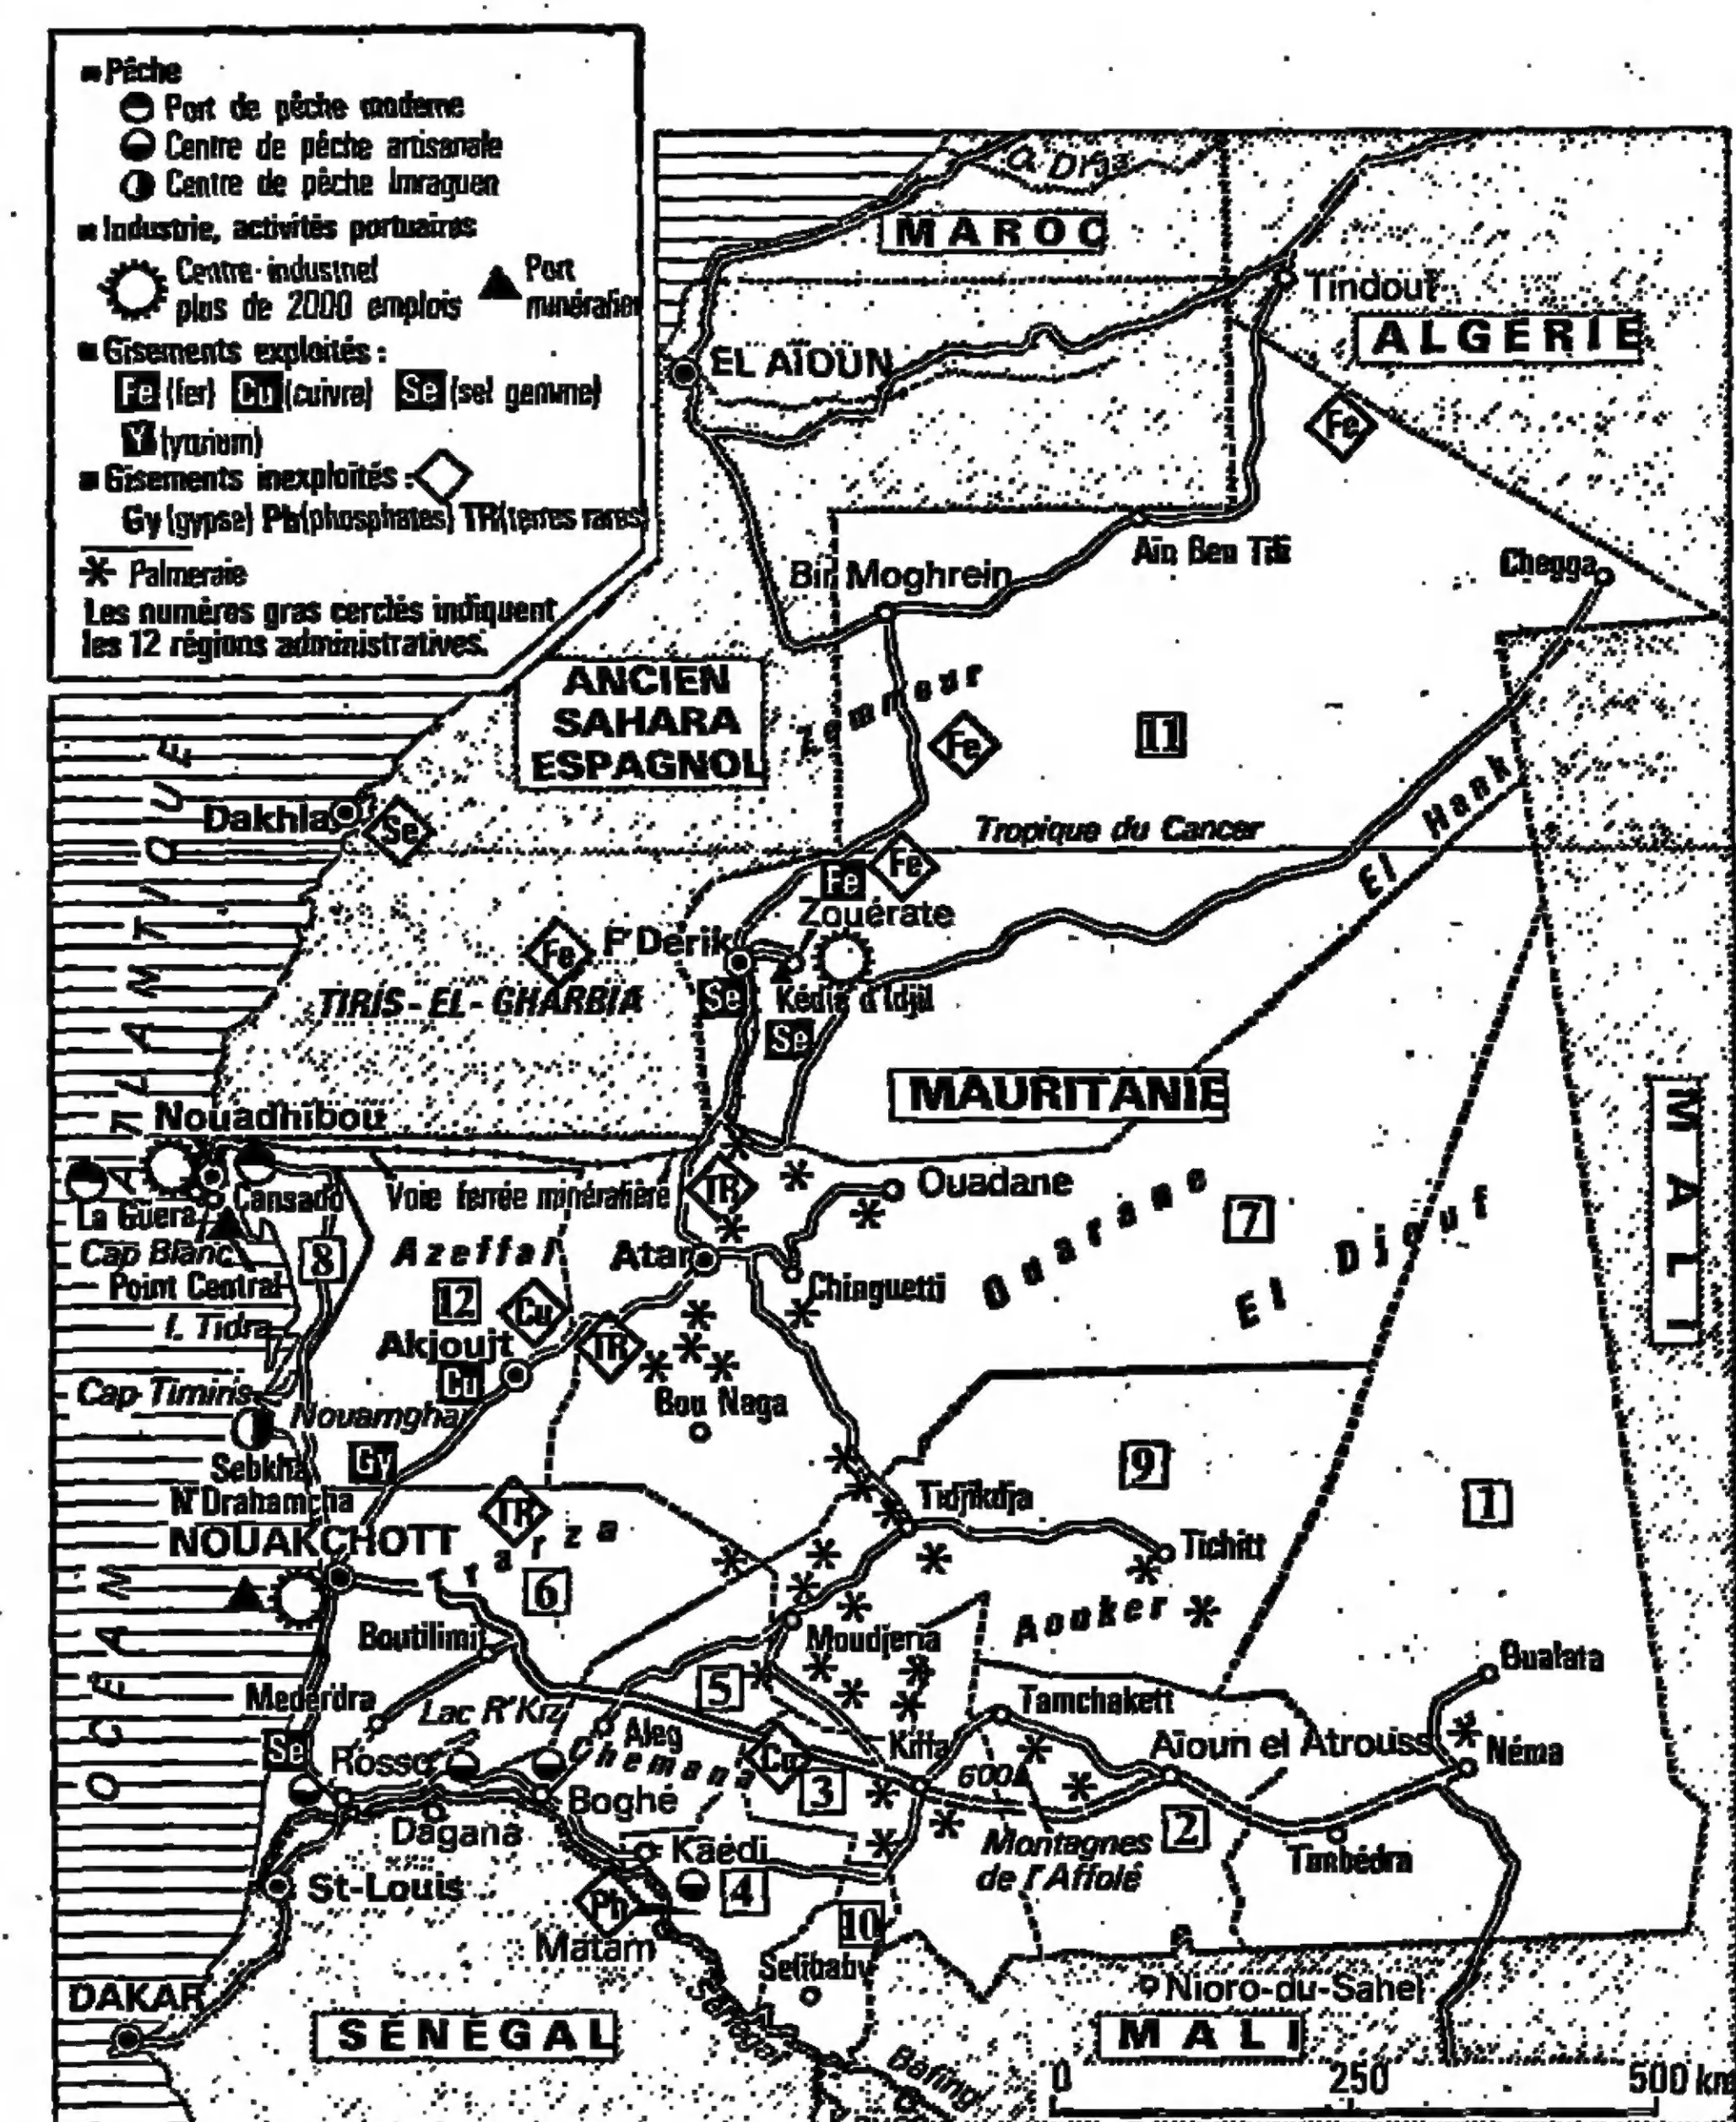 Pêche
Port de pêche moderne
Centre de pêche artisanale
Centre de pêche Imraguen
Industrie, activités portuaires
Centre industriel
plus de 2000 emplois
Port
minéralier
Gisements exploités :
Fe (fer) Cu (cuivre) Se (sel gemme)
Y (yttrium)
Gisements inexploités :
Gy (gypse) Ph (phosphates) TR (terres rares)
Palmeraie
Les numéros gras cerclés indiquent
les 12 régions administratives.
O. Drâa
MAROC
Tindouf
ALGÉRIE
EL AÏOUN
Fe
Aïn Ben Tili
Chegga
Bir Moghrein
ANCIEN
SAHARA
ESPAGNOL
Zemmour
Fe
11
Dakhla
Se
Tropique du Cancer
El Hank
Fe
Fe
Zouérate
Fe
F'Dérik
TIRIS-EL-GHARBIA
Se
Kédia d'Idjil
Se
MAURITANIE
MALI
Nouadhibou
Cansado
La Güera
Voie ferrée minéralière
TR
Ouadane
Ouarane
7
El Djouf
Cap Blanc
Point Central
8
Azeffal
Atar
Chinguetti
12
Cu
I. Tidra
Akjoujt
TR
Cu
Cap Timiris
Nouamghar
Bou Naga
Gy
Sebkha
N'Drahamcha
TR
Tidjikdja
9
1
Tichitt
NOUAKCHOTT
Trarza
6
Aouker
Boutilimit
Moudjeria
Oualata
Mederdra
Lac R'Kiz
5
Tamchakett
Aleg
Kiffa
Aïoun el Atrouss
Néma
Se
Rosso
Chemama
Cu
3
600
Boghé
Dagana
Montagnes
de l'Affolé
2
Timbédra
Kaédi
St-Louis
Ph
4
Matam
10
Sélibaby
DAKAR
Sénégal
Nioro-du-Sahel
SÉNÉGAL
MALI
Bafing
0 250 500 km
OCÉAN ATLANTIQUE